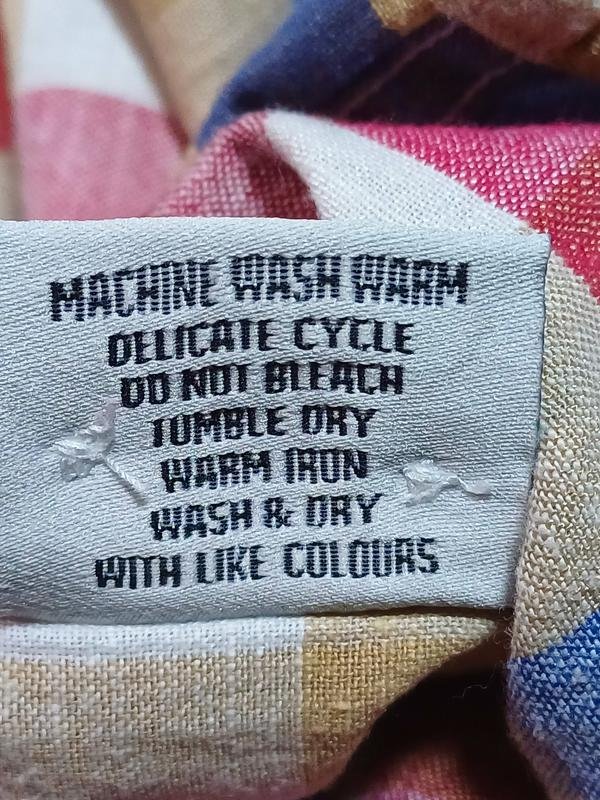 MACHINE WASH WARM
DELICATE CYCLE
DO NOT BLEACH
TUMBLE DRY
WARM IRON
WASH & DRY
WITH LIKE COLOURS